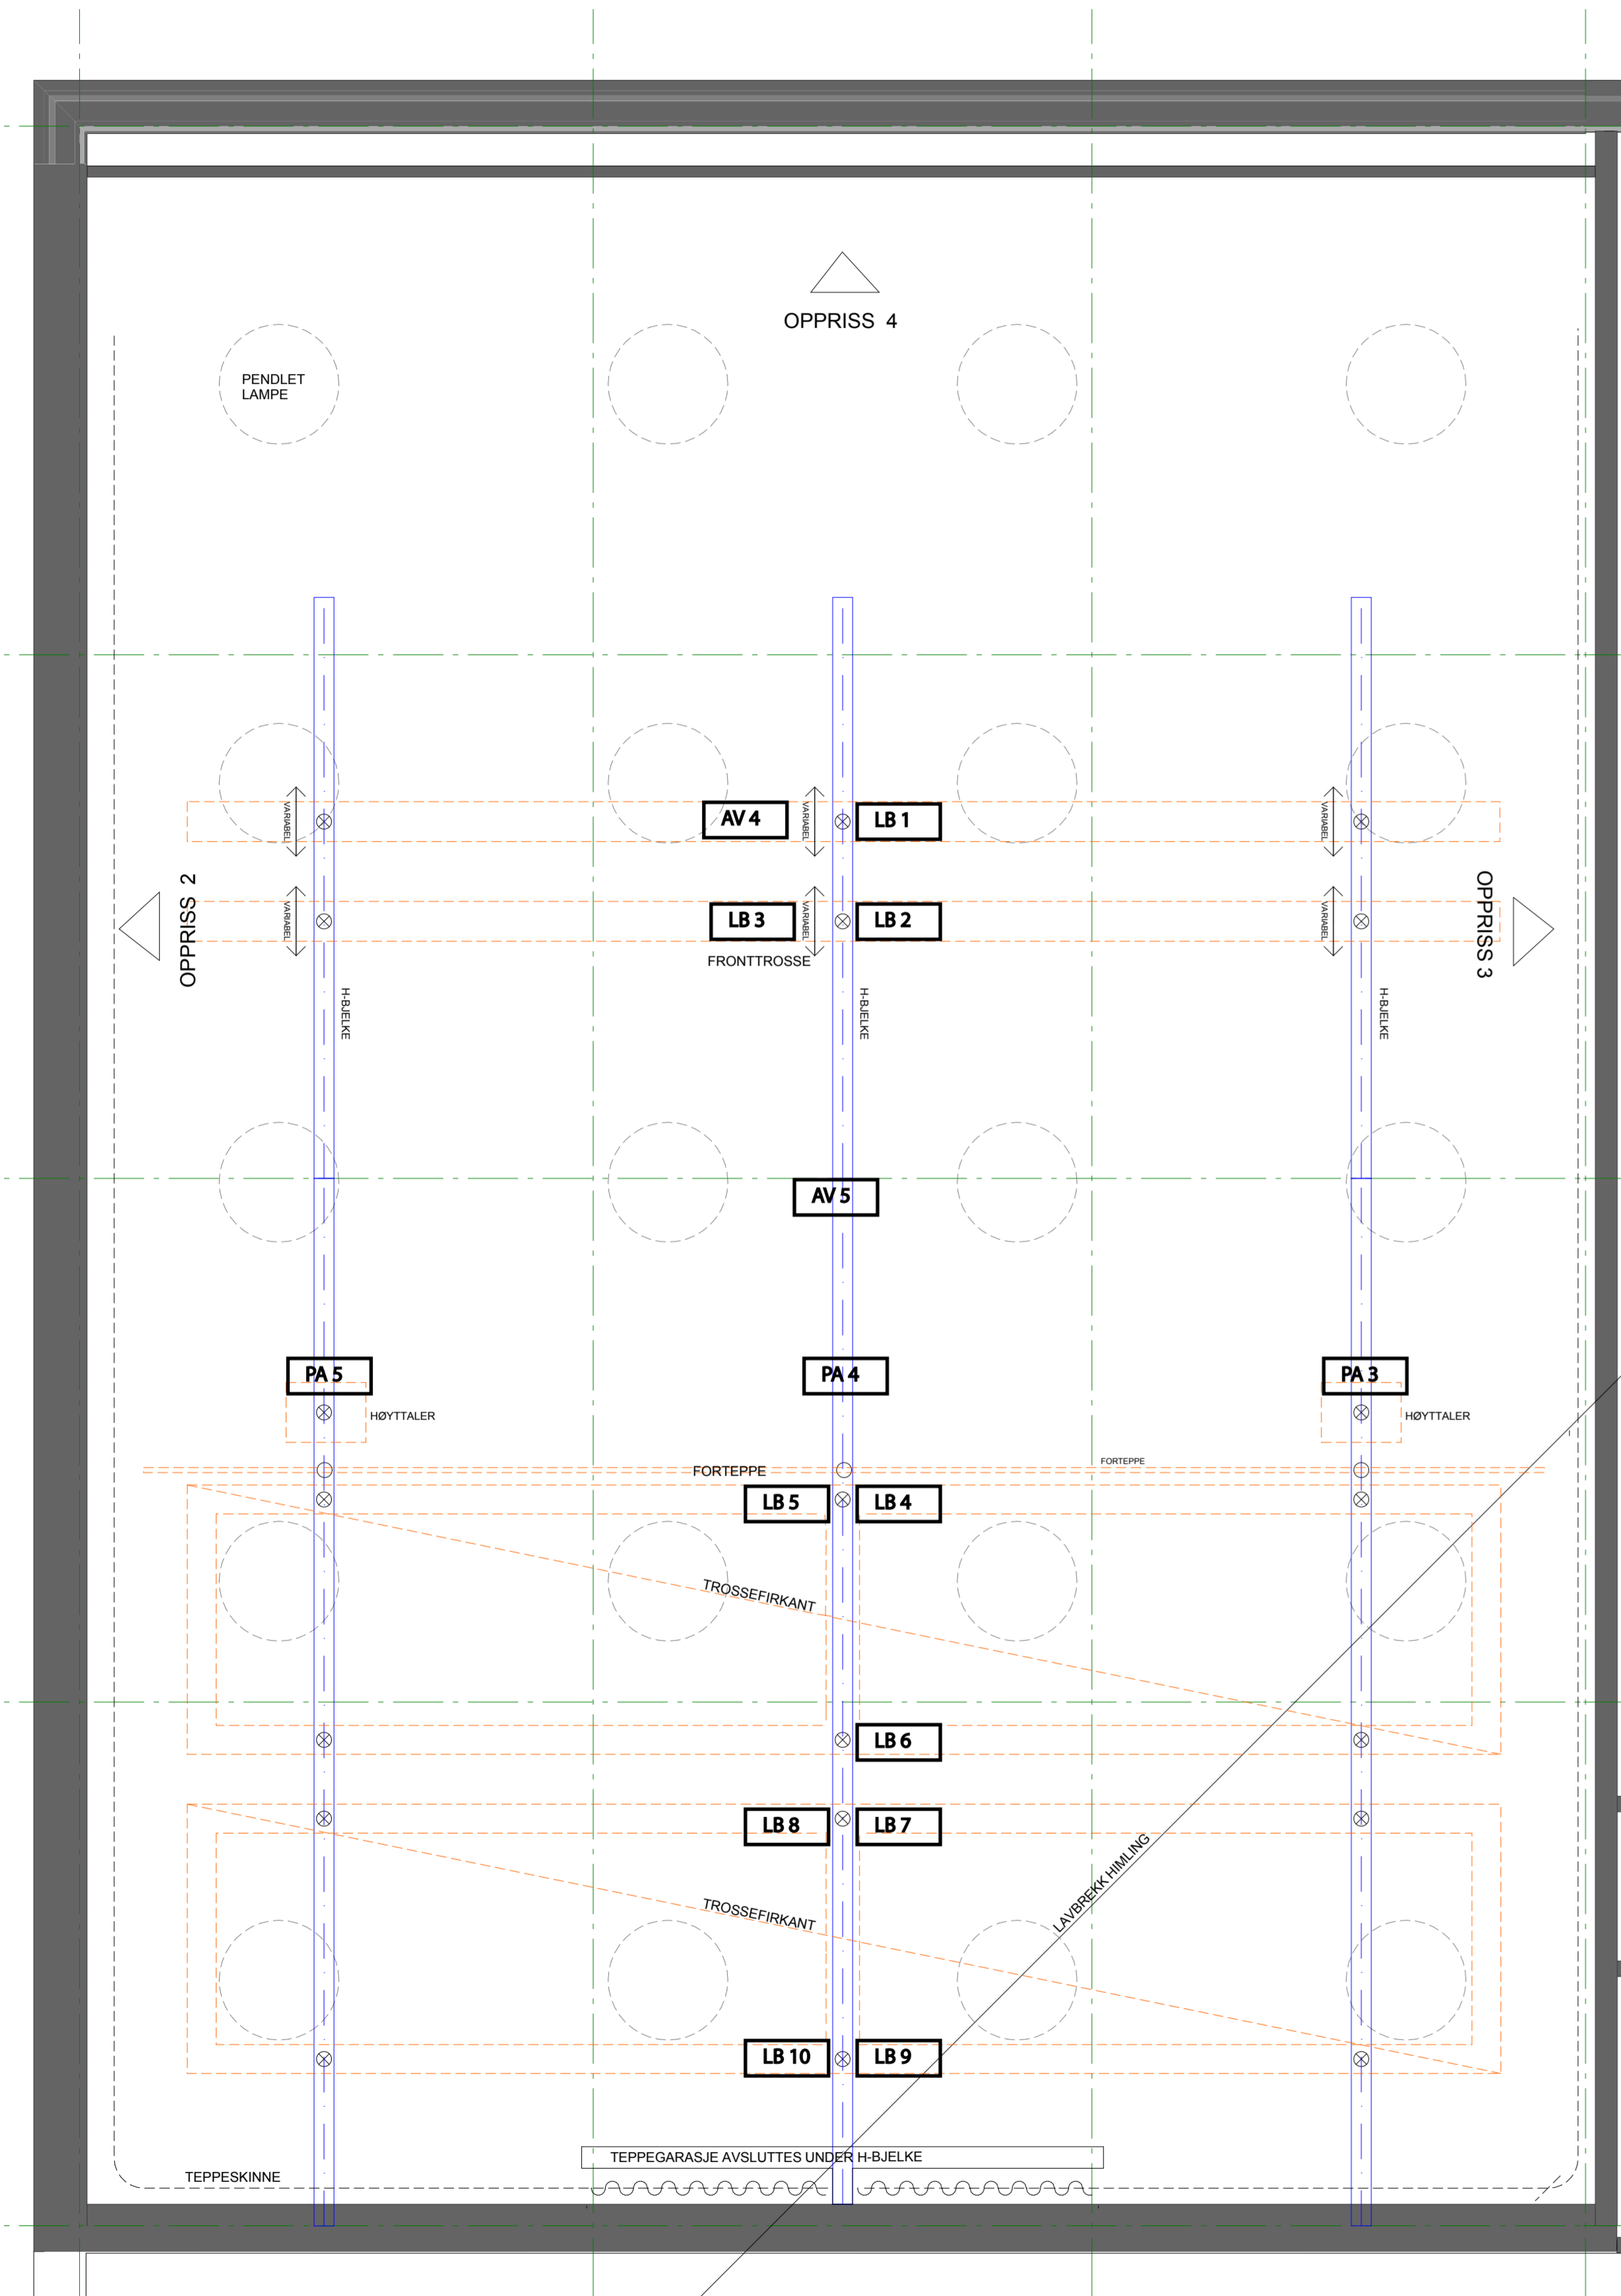 OPPRISS 4
PENDLET
LAMPE
VARIABEL
AV 4
VARIABEL
LB 1
VARIABEL
OPPRISS 2
VARIABEL
LB 3
VARIABEL
LB 2
VARIABEL
OPPRISS 3
FRONTTROSSE
H-BJELKE
H-BJELKE
H-BJELKE
AV 5
PA 5
PA 4
PA 3
HØYTTALER
HØYTTALER
FORTEPPE
FORTEPPE
LB 5
LB 4
TROSSEFIRKANT
LB 6
LB 8
LB 7
LAVBREKK HIMLING
TROSSEFIRKANT
LB 10
LB 9
TEPPEGARASJE AVSLUTTES UNDER H-BJELKE
TEPPESKINNE